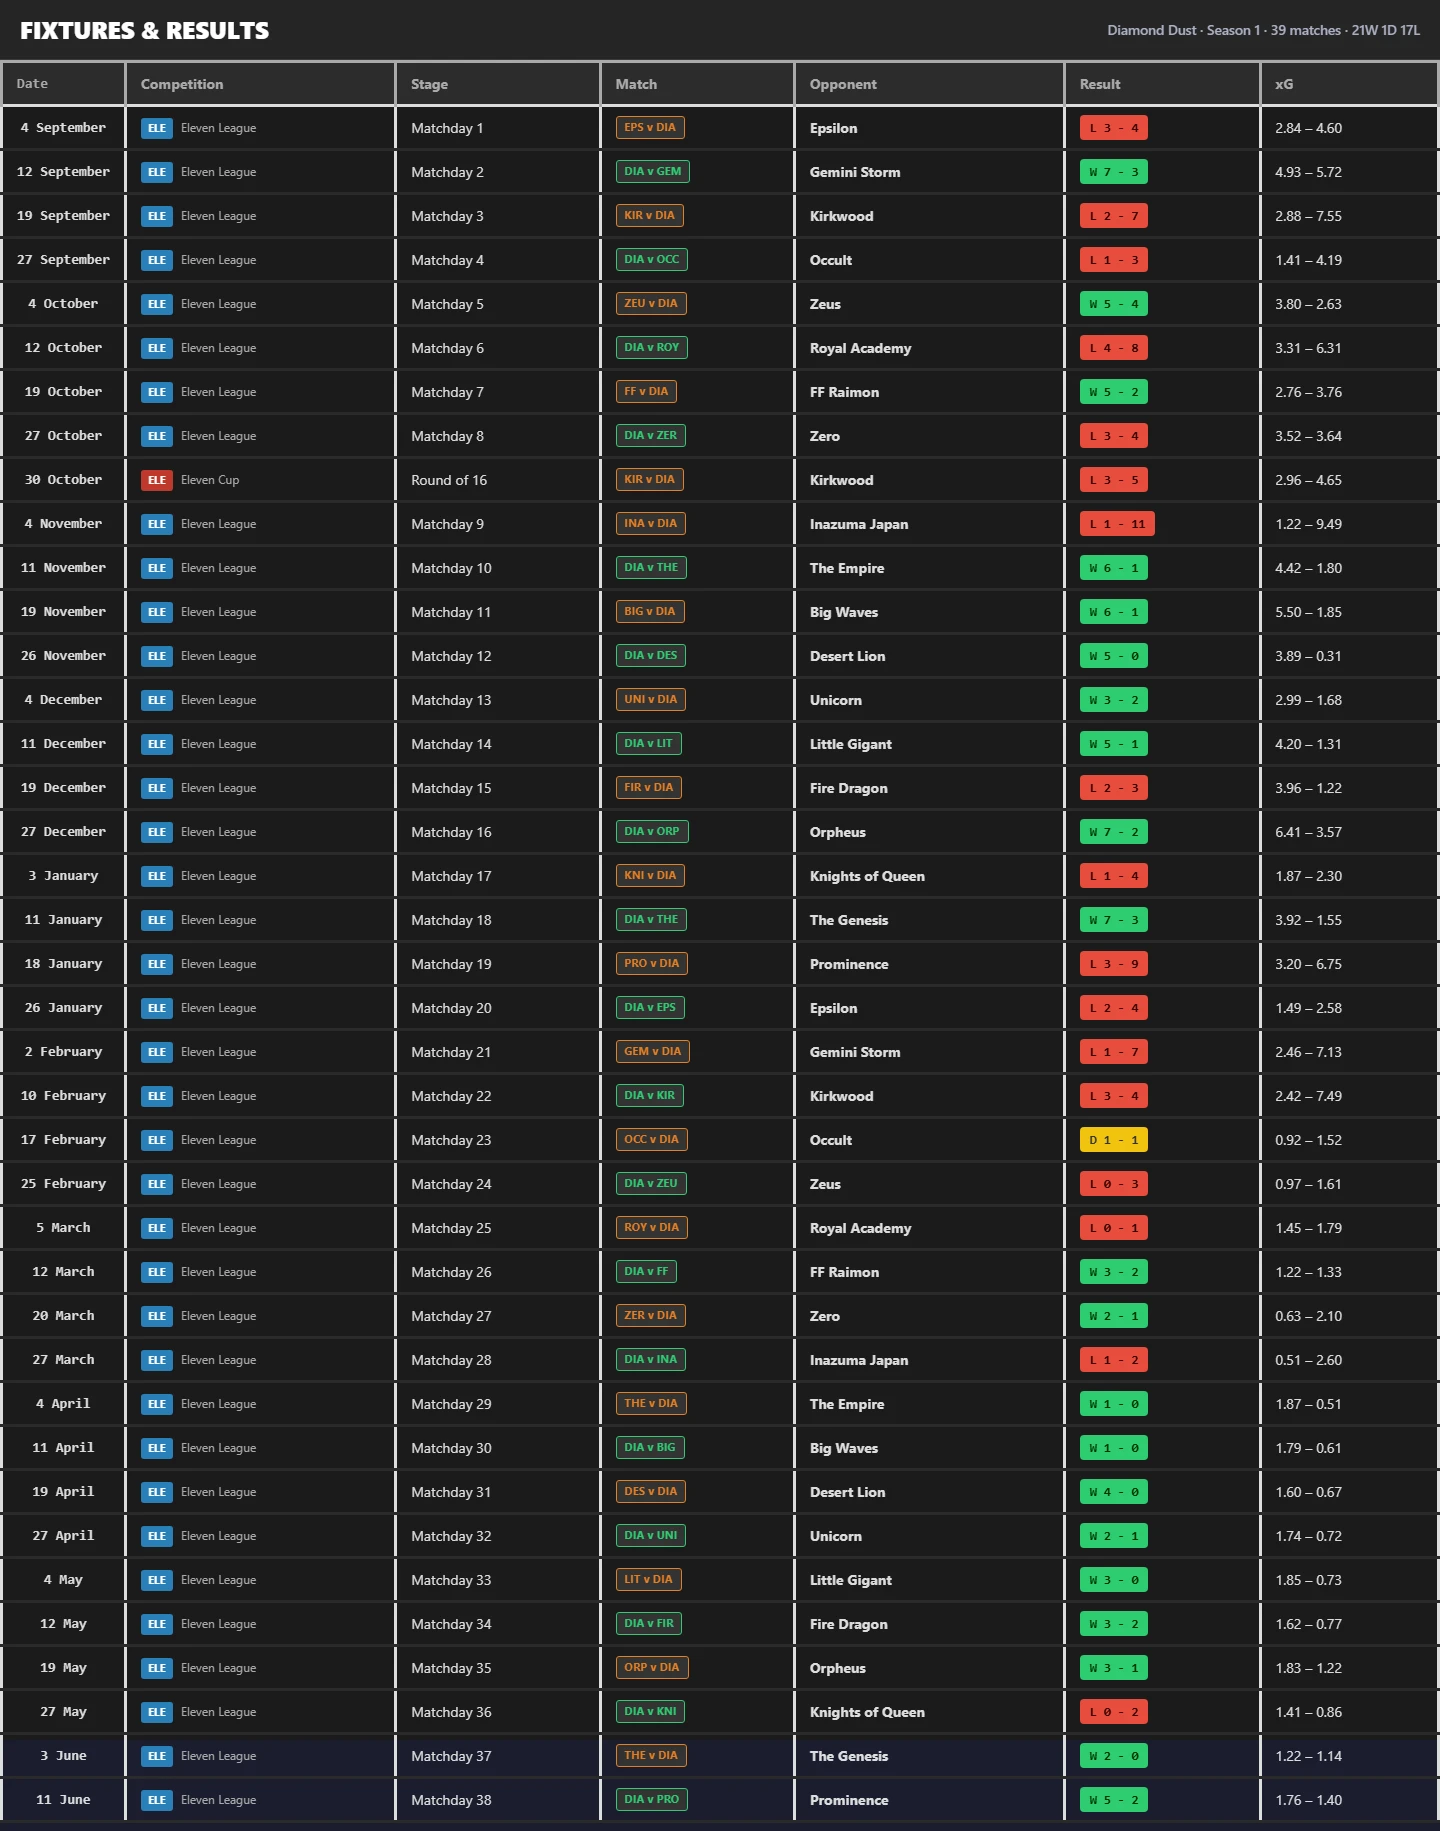 FIXTURES & RESULTS
Diamond Dust · Season 1 · 39 matches · 21W 1D 17L
Date Competition Stage Match Opponent Result xG
4 September ELE Eleven League Matchday 1 EPS v DIA Epsilon L 3 - 4 2.84 – 4.60
12 September ELE Eleven League Matchday 2 DIA v GEM Gemini Storm W 7 - 3 4.93 – 5.72
19 September ELE Eleven League Matchday 3 KIR v DIA Kirkwood L 2 - 7 2.88 – 7.55
27 September ELE Eleven League Matchday 4 DIA v OCC Occult L 1 - 3 1.41 – 4.19
4 October ELE Eleven League Matchday 5 ZEU v DIA Zeus W 5 - 4 3.80 – 2.63
12 October ELE Eleven League Matchday 6 DIA v ROY Royal Academy L 4 - 8 3.31 – 6.31
19 October ELE Eleven League Matchday 7 FF v DIA FF Raimon W 5 - 2 2.76 – 3.76
27 October ELE Eleven League Matchday 8 DIA v ZER Zero L 3 - 4 3.52 – 3.64
30 October ELE Eleven Cup Round of 16 KIR v DIA Kirkwood L 3 - 5 2.96 – 4.65
4 November ELE Eleven League Matchday 9 INA v DIA Inazuma Japan L 1 - 11 1.22 – 9.49
11 November ELE Eleven League Matchday 10 DIA v THE The Empire W 6 - 1 4.42 – 1.80
19 November ELE Eleven League Matchday 11 BIG v DIA Big Waves W 6 - 1 5.50 – 1.85
26 November ELE Eleven League Matchday 12 DIA v DES Desert Lion W 5 - 0 3.89 – 0.31
4 December ELE Eleven League Matchday 13 UNI v DIA Unicorn W 3 - 2 2.99 – 1.68
11 December ELE Eleven League Matchday 14 DIA v LIT Little Gigant W 5 - 1 4.20 – 1.31
19 December ELE Eleven League Matchday 15 FIR v DIA Fire Dragon L 2 - 3 3.96 – 1.22
27 December ELE Eleven League Matchday 16 DIA v ORP Orpheus W 7 - 2 6.41 – 3.57
3 January ELE Eleven League Matchday 17 KNI v DIA Knights of Queen L 1 - 4 1.87 – 2.30
11 January ELE Eleven League Matchday 18 DIA v THE The Genesis W 7 - 3 3.92 – 1.55
18 January ELE Eleven League Matchday 19 PRO v DIA Prominence L 3 - 9 3.20 – 6.75
26 January ELE Eleven League Matchday 20 DIA v EPS Epsilon L 2 - 4 1.49 – 2.58
2 February ELE Eleven League Matchday 21 GEM v DIA Gemini Storm L 1 - 7 2.46 – 7.13
10 February ELE Eleven League Matchday 22 DIA v KIR Kirkwood L 3 - 4 2.42 – 7.49
17 February ELE Eleven League Matchday 23 OCC v DIA Occult D 1 - 1 0.92 – 1.52
25 February ELE Eleven League Matchday 24 DIA v ZEU Zeus L 0 - 3 0.97 – 1.61
5 March ELE Eleven League Matchday 25 ROY v DIA Royal Academy L 0 - 1 1.45 – 1.79
12 March ELE Eleven League Matchday 26 DIA v FF FF Raimon W 3 - 2 1.22 – 1.33
20 March ELE Eleven League Matchday 27 ZER v DIA Zero W 2 - 1 0.63 – 2.10
27 March ELE Eleven League Matchday 28 DIA v INA Inazuma Japan L 1 - 2 0.51 – 2.60
4 April ELE Eleven League Matchday 29 THE v DIA The Empire W 1 - 0 1.87 – 0.51
11 April ELE Eleven League Matchday 30 DIA v BIG Big Waves W 1 - 0 1.79 – 0.61
19 April ELE Eleven League Matchday 31 DES v DIA Desert Lion W 4 - 0 1.60 – 0.67
27 April ELE Eleven League Matchday 32 DIA v UNI Unicorn W 2 - 1 1.74 – 0.72
4 May ELE Eleven League Matchday 33 LIT v DIA Little Gigant W 3 - 0 1.85 – 0.73
12 May ELE Eleven League Matchday 34 DIA v FIR Fire Dragon W 3 - 2 1.62 – 0.77
19 May ELE Eleven League Matchday 35 ORP v DIA Orpheus W 3 - 1 1.83 – 1.22
27 May ELE Eleven League Matchday 36 DIA v KNI Knights of Queen L 0 - 2 1.41 – 0.86
3 June ELE Eleven League Matchday 37 THE v DIA The Genesis W 2 - 0 1.22 – 1.14
11 June ELE Eleven League Matchday 38 DIA v PRO Prominence W 5 - 2 1.76 – 1.40